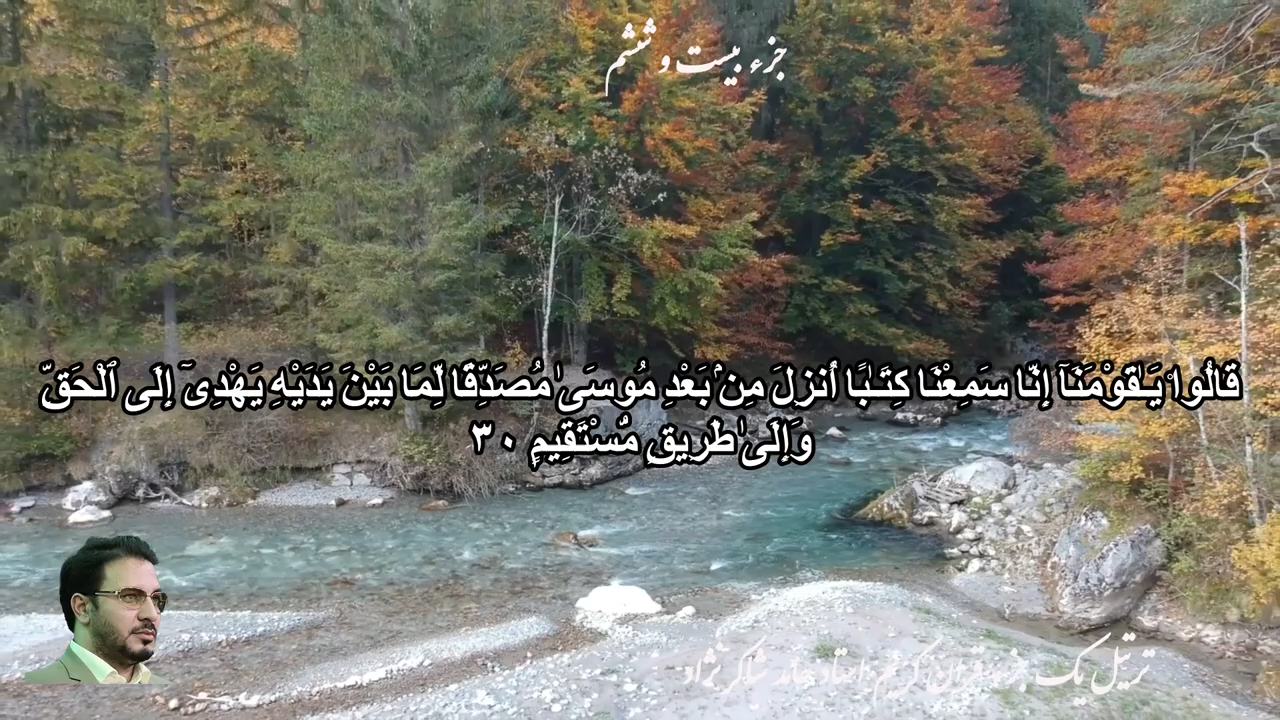 جزء بیست و ششم
قَالُوا۟ يَـٰقَوْمَنَآ إِنَّا سَمِعْنَا كِتَـٰبًا أُنزِلَ مِنۢ بَعْدِ مُوسَىٰ مُصَدِّقًا لِّمَا بَيْنَ يَدَيْهِ يَهْدِىٓ إِلَى ٱلْحَقِّ
وَإِلَىٰ طَرِيقٍ مُّسْتَقِيمٍ ٣٠
ترتیل یک جزء قرآن کریم استاد حامد شاکرنژاد